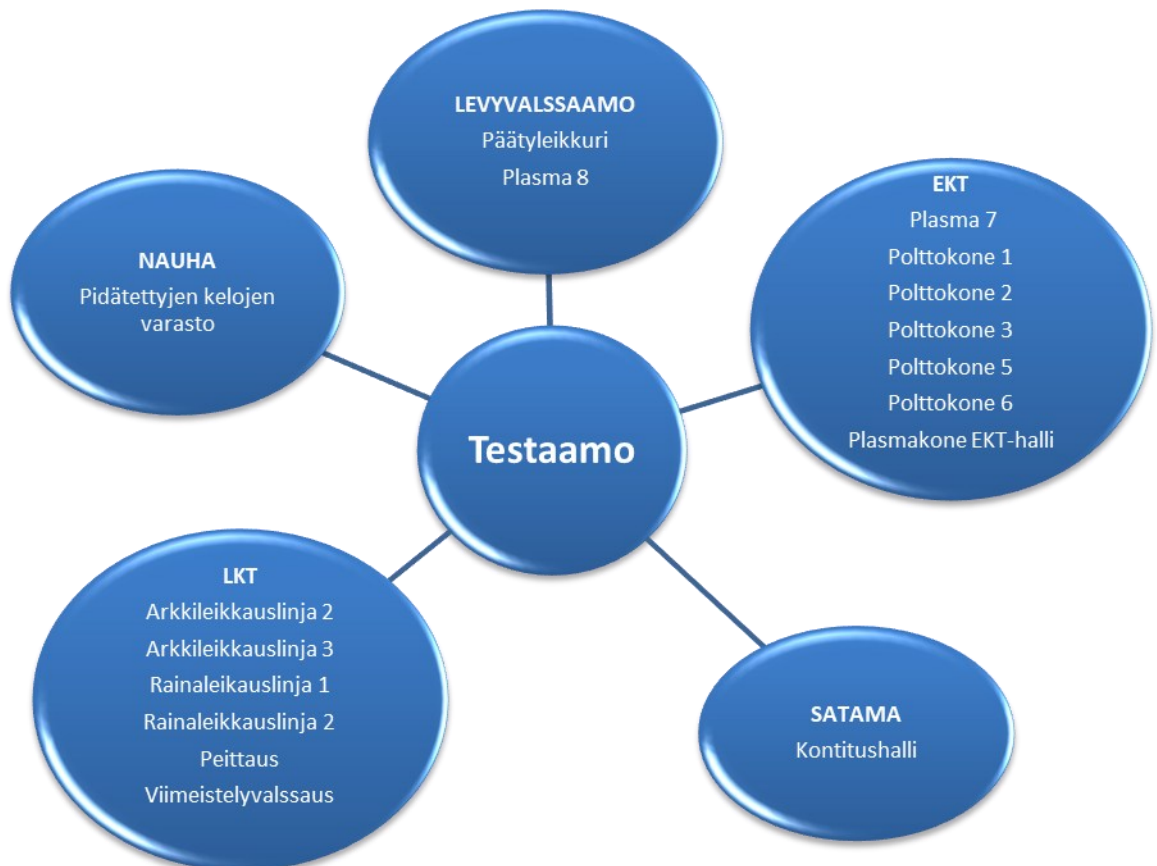 LEVYVALSSAAMO
Päätyleikkuri
Plasma 8
EKT
Plasma 7
Polttokone 1
Polttokone 2
Polttokone 3
Polttokone 5
Polttokone 6
Plasmakone EKT-halli
NAUHA
Pidätettyjen kelojen
varasto
Testaamo
LKT
Arkkileikkauslinja 2
Arkkileikkauslinja 3
Rainaleikauslinja 1
Rainaleikkauslinja 2
Peittaus
Viimeistelyvalssaus
SATAMA
Kontitushalli